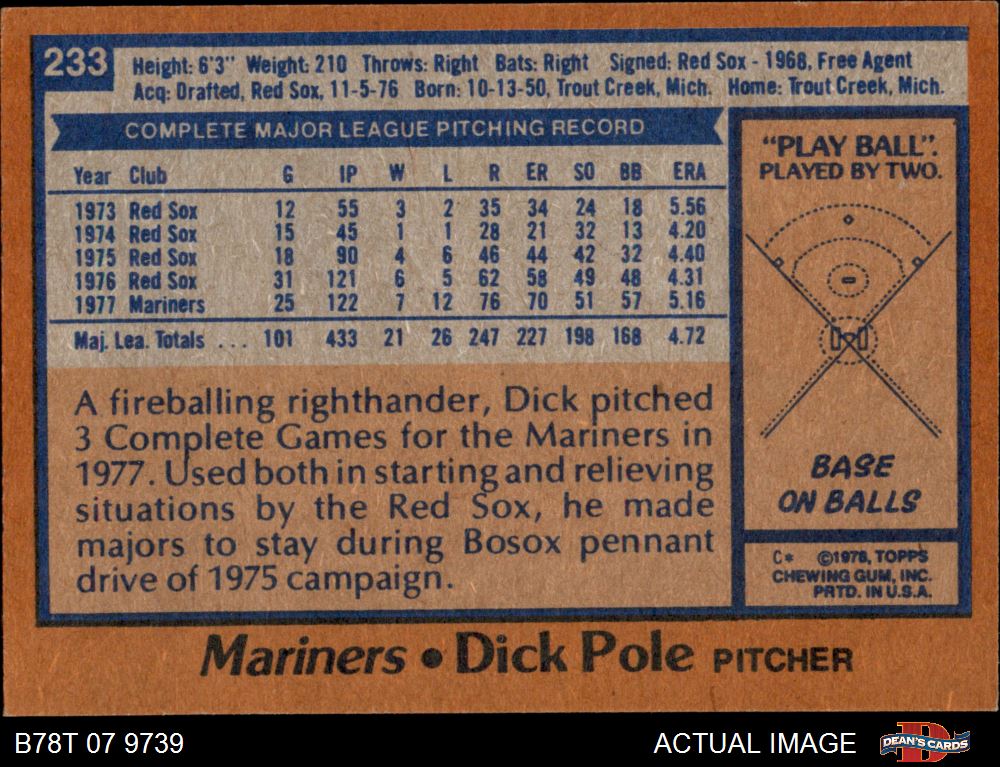 233
Height: 6'3" Weight: 210 Throws: Right Bats: Right Signed: Red Sox - 1968, Free Agent
Acq: Drafted, Red Sox, 11-5-76 Born: 10-13-50, Trout Creek, Mich. Home: Trout Creek, Mich.
COMPLETE MAJOR LEAGUE PITCHING RECORD
Year Club G IP W L R ER SO BB ERA
1973 Red Sox 12 55 3 2 35 34 24 18 5.56
1974 Red Sox 15 45 1 1 28 21 32 13 4.20
1975 Red Sox 18 90 4 6 46 44 42 32 4.40
1976 Red Sox 31 121 6 5 62 58 49 48 4.31
1977 Mariners 25 122 7 12 76 70 51 57 5.16
Maj. Lea. Totals ... 101 433 21 26 247 227 198 168 4.72
A fireballing righthander, Dick pitched
3 Complete Games for the Mariners in
1977. Used both in starting and relieving
situations by the Red Sox, he made
majors to stay during Bosox pennant
drive of 1975 campaign.
"PLAY BALL".
PLAYED BY TWO.
BASE
ON BALLS
C* ©1978, TOPPS
CHEWING GUM, INC.
PRTD. IN U.S.A.
Mariners • Dick Pole PITCHER
B78T 07 9739
ACTUAL IMAGE
D
DEAN'S CARDS